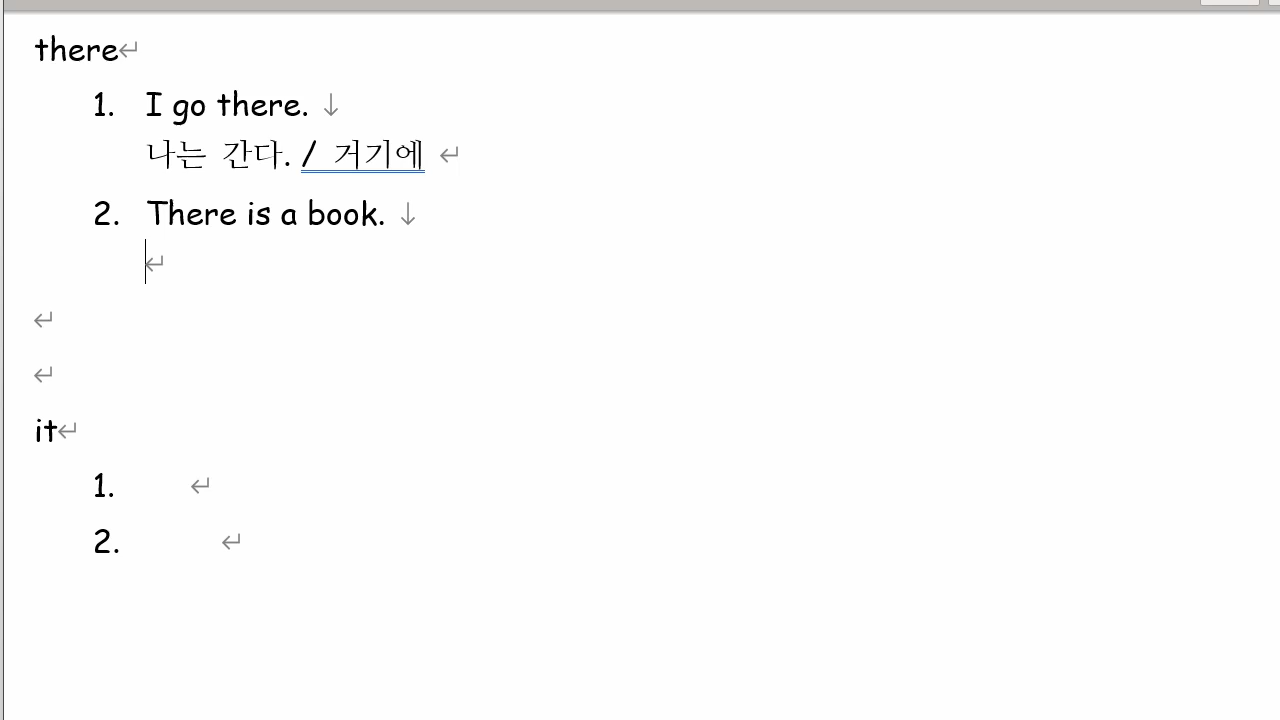 there
1. I go there.
나는 간다. / 거기에
2. There is a book.
it
1.
2.